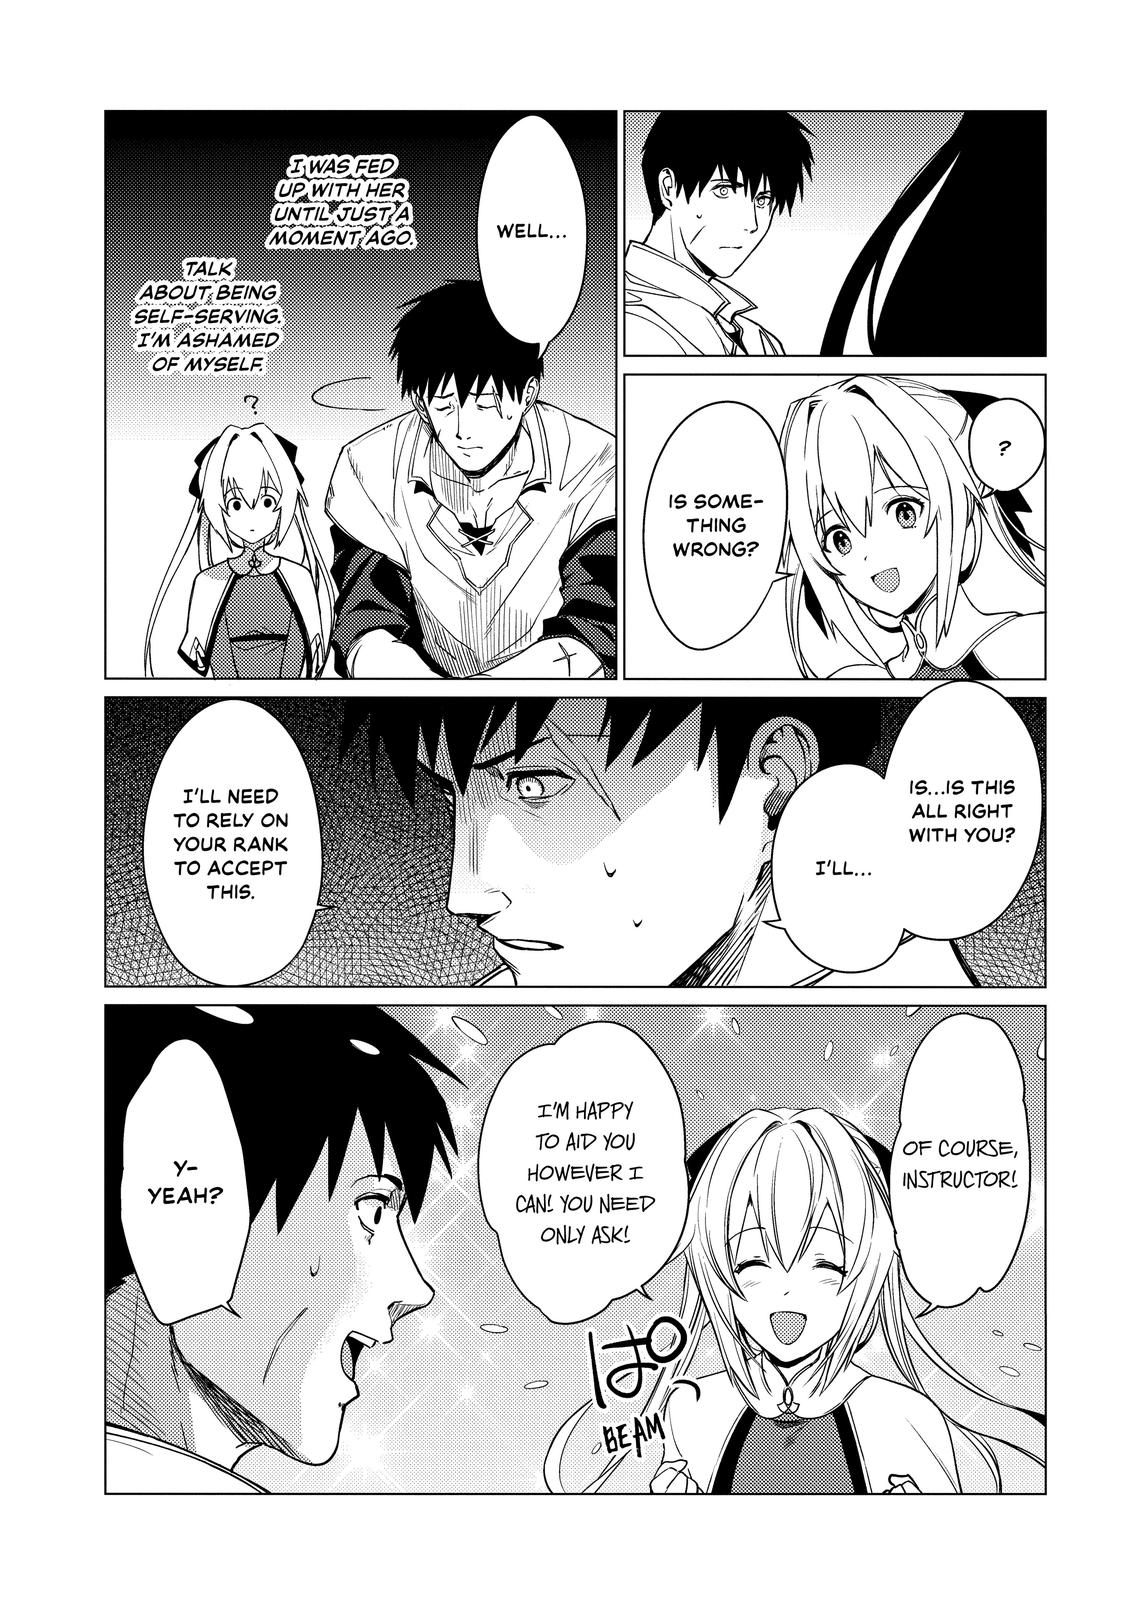 ?
IS SOME-
THING
WRONG?
WELL...
I WAS FED
UP WITH HER
UNTIL JUST A
MOMENT AGO.
TALK
ABOUT BEING
SELF-SERVING.
I'M ASHAMED
OF MYSELF.
?
IS...IS THIS
ALL RIGHT
WITH YOU?
I'LL...
I'LL NEED
TO RELY ON
YOUR RANK
TO ACCEPT
THIS.
OF COURSE,
INSTRUCTOR!
I'M HAPPY
TO AID YOU
HOWEVER I
CAN! YOU NEED
ONLY ASK!
ぱ
BEAM
Y-
YEAH?